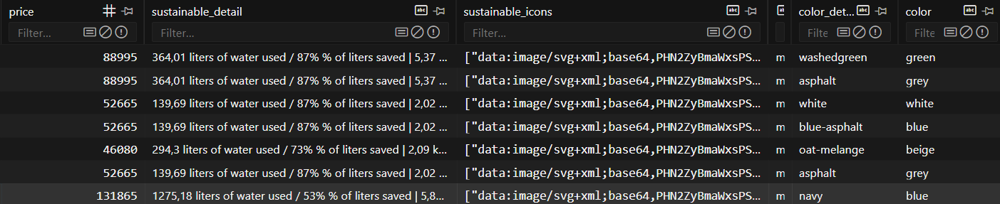 price sustainable_detail sustainable_icons color_det... color
Filter... Filter... Filter... Filte Filte
88995 364,01 liters of water used / 87% % of liters saved | 5,37 ... ["data:image/svg+xml;base64,PHN2ZyBmaWxsPS... m washedgreen green
88995 364,01 liters of water used / 87% % of liters saved | 5,37 ... ["data:image/svg+xml;base64,PHN2ZyBmaWxsPS... m asphalt grey
52665 139,69 liters of water used / 87% % of liters saved | 2,02 ... ["data:image/svg+xml;base64,PHN2ZyBmaWxsPS... m white white
52665 139,69 liters of water used / 87% % of liters saved | 2,02 ... ["data:image/svg+xml;base64,PHN2ZyBmaWxsPS... m blue-asphalt blue
46080 294,3 liters of water used / 73% % of liters saved | 2,09 k... ["data:image/svg+xml;base64,PHN2ZyBmaWxsPS... m oat-melange beige
52665 139,69 liters of water used / 87% % of liters saved | 2,02 ... ["data:image/svg+xml;base64,PHN2ZyBmaWxsPS... m asphalt grey
131865 1275,18 liters of water used / 53% % of liters saved | 5,8... ["data:image/svg+xml;base64,PHN2ZyBmaWxsPS... m navy blue